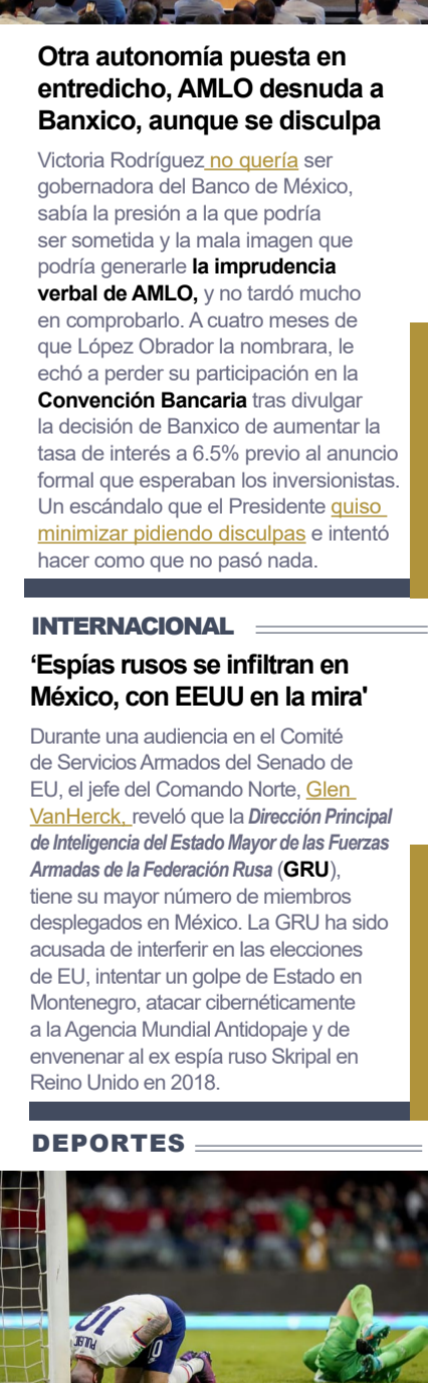 Otra autonomía puesta en
entredicho, AMLO desnuda a
Banxico, aunque se disculpa
Victoria Rodríguez no quería ser
gobernadora del Banco de México,
sabía la presión a la que podría
ser sometida y la mala imagen que
podría generarle la imprudencia
verbal de AMLO, y no tardó mucho
en comprobarlo. A cuatro meses de
que López Obrador la nombrara, le
echó a perder su participación en la
Convención Bancaria tras divulgar
la decisión de Banxico de aumentar la
tasa de interés a 6.5% previo al anuncio
formal que esperaban los inversionistas.
Un escándalo que el Presidente quiso
minimizar pidiendo disculpas e intentó
hacer como que no pasó nada.
INTERNACIONAL
‘Espías rusos se infiltran en
México, con EEUU en la mira'
Durante una audiencia en el Comité
de Servicios Armados del Senado de
EU, el jefe del Comando Norte, Glen
VanHerck, reveló que la Dirección Principal
de Inteligencia del Estado Mayor de las Fuerzas
Armadas de la Federación Rusa (GRU),
tiene su mayor número de miembros
desplegados en México. La GRU ha sido
acusada de interferir en las elecciones
de EU, intentar un golpe de Estado en
Montenegro, atacar cibernéticamente
a la Agencia Mundial Antidopaje y de
envenenar al ex espía ruso Skripal en
Reino Unido en 2018.
DEPORTES
10
10